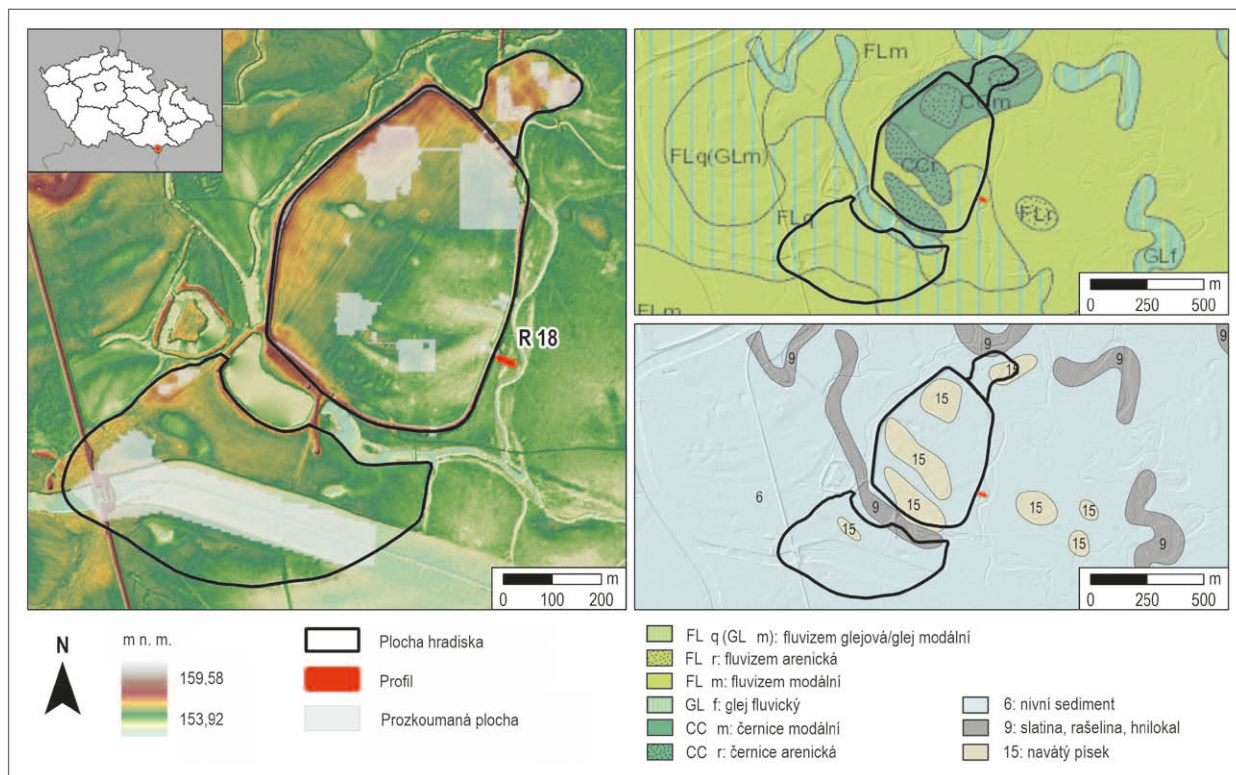 R 18
m
0 100 200
FLm
CCm
FLq(GLm)
CCr
FLq
FLr
GLf
FLm
m
0 250 500
9
9
9
15
15
15
15
6
9
15
15
15
15
9
m
0 250 500
N
m n. m.
159,58
153,92
Plocha hradiska
Profil
Prozkoumaná plocha
FL q (GL m): fluvizem glejová/glej modální
FL r: fluvizem arenická
FL m: fluvizem modální
GL f: glej fluvický
CC m: černice modální
CC r: černice arenická
6: nivní sediment
9: slatina, rašelina, hnilokal
15: navátý písek